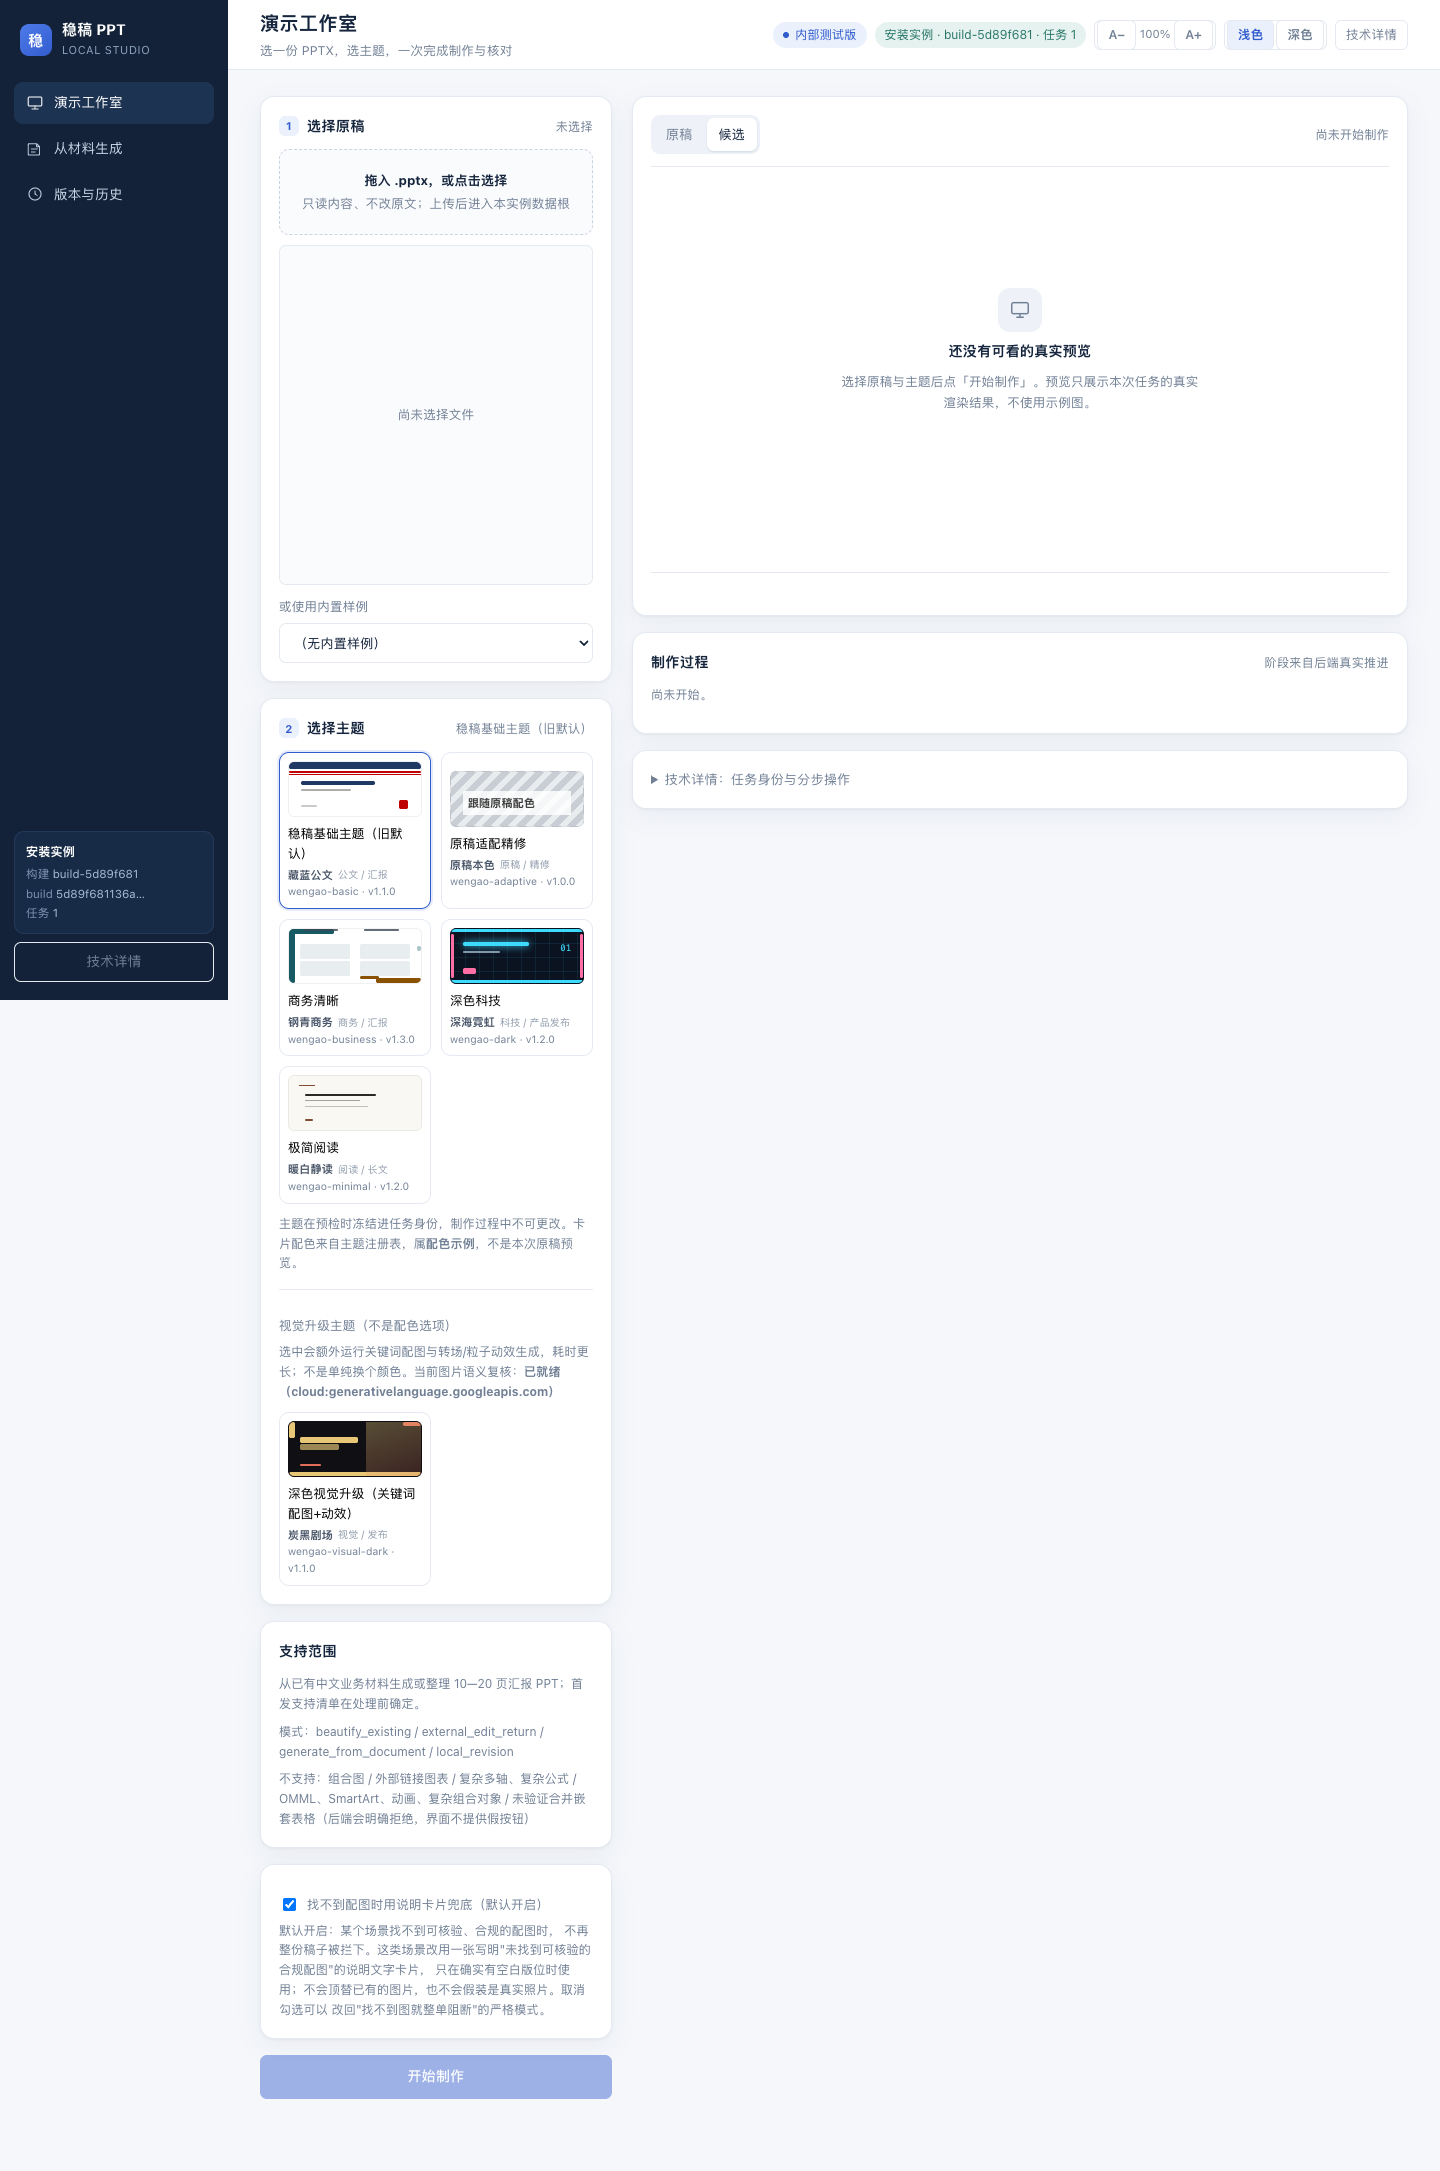 稳
稳稿 PPT
LOCAL STUDIO
演示工作室
从材料生成
版本与历史
安装实例
构建 build-5d89f681
build 5d89f681136a...
任务 1
技术详情
演示工作室
选一份 PPTX，选主题，一次完成制作与核对
内部测试版
安装实例 · build-5d89f681 · 任务 1
A−
100%
A+
浅色
深色
技术详情
1
选择原稿
未选择
拖入 .pptx，或点击选择
只读内容、不改原文；上传后进入本实例数据根
尚未选择文件
或使用内置样例
（无内置样例）
2
选择主题
稳稿基础主题（旧默认）
稳稿基础主题（旧默
认）
藏蓝公文 公文 / 汇报
wengao-basic · v1.1.0
跟随原稿配色
原稿适配精修
原稿本色 原稿 / 精修
wengao-adaptive · v1.0.0
商务清晰
钢青商务 商务 / 汇报
wengao-business · v1.3.0
01
深色科技
深海霓虹 科技 / 产品发布
wengao-dark · v1.2.0
极简阅读
暖白静读 阅读 / 长文
wengao-minimal · v1.2.0
主题在预检时冻结进任务身份，制作过程中不可更改。卡
片配色来自主题注册表，属配色示例，不是本次原稿预
览。
视觉升级主题（不是配色选项）
选中会额外运行关键词配图与转场/粒子动效生成，耗时更
长；不是单纯换个颜色。当前图片语义复核：已就绪
（cloud:generativelanguage.googleapis.com）
深色视觉升级（关键词
配图+动效）
炭黑剧场 视觉 / 发布
wengao-visual-dark ·
v1.1.0
支持范围
从已有中文业务材料生成或整理 10—20 页汇报 PPT；首
发支持清单在处理前确定。
模式：beautify_existing / external_edit_return /
generate_from_document / local_revision
不支持：组合图 / 外部链接图表 / 复杂多轴、复杂公式 /
OMML、SmartArt、动画、复杂组合对象 / 未验证合并嵌
套表格（后端会明确拒绝，界面不提供假按钮）
找不到配图时用说明卡片兜底（默认开启）
默认开启：某个场景找不到可核验、合规的配图时， 不再
整份稿子被拦下。这类场景改用一张写明"未找到可核验的
合规配图"的说明文字卡片， 只在确实有空白版位时使
用；不会顶替已有的图片，也不会假装是真实照片。取消
勾选可以 改回"找不到图就整单阻断"的严格模式。
开始制作
原稿
候选
尚未开始制作
还没有可看的真实预览
选择原稿与主题后点「开始制作」。预览只展示本次任务的真实
渲染结果，不使用示例图。
制作过程
阶段来自后端真实推进
尚未开始。
技术详情：任务身份与分步操作